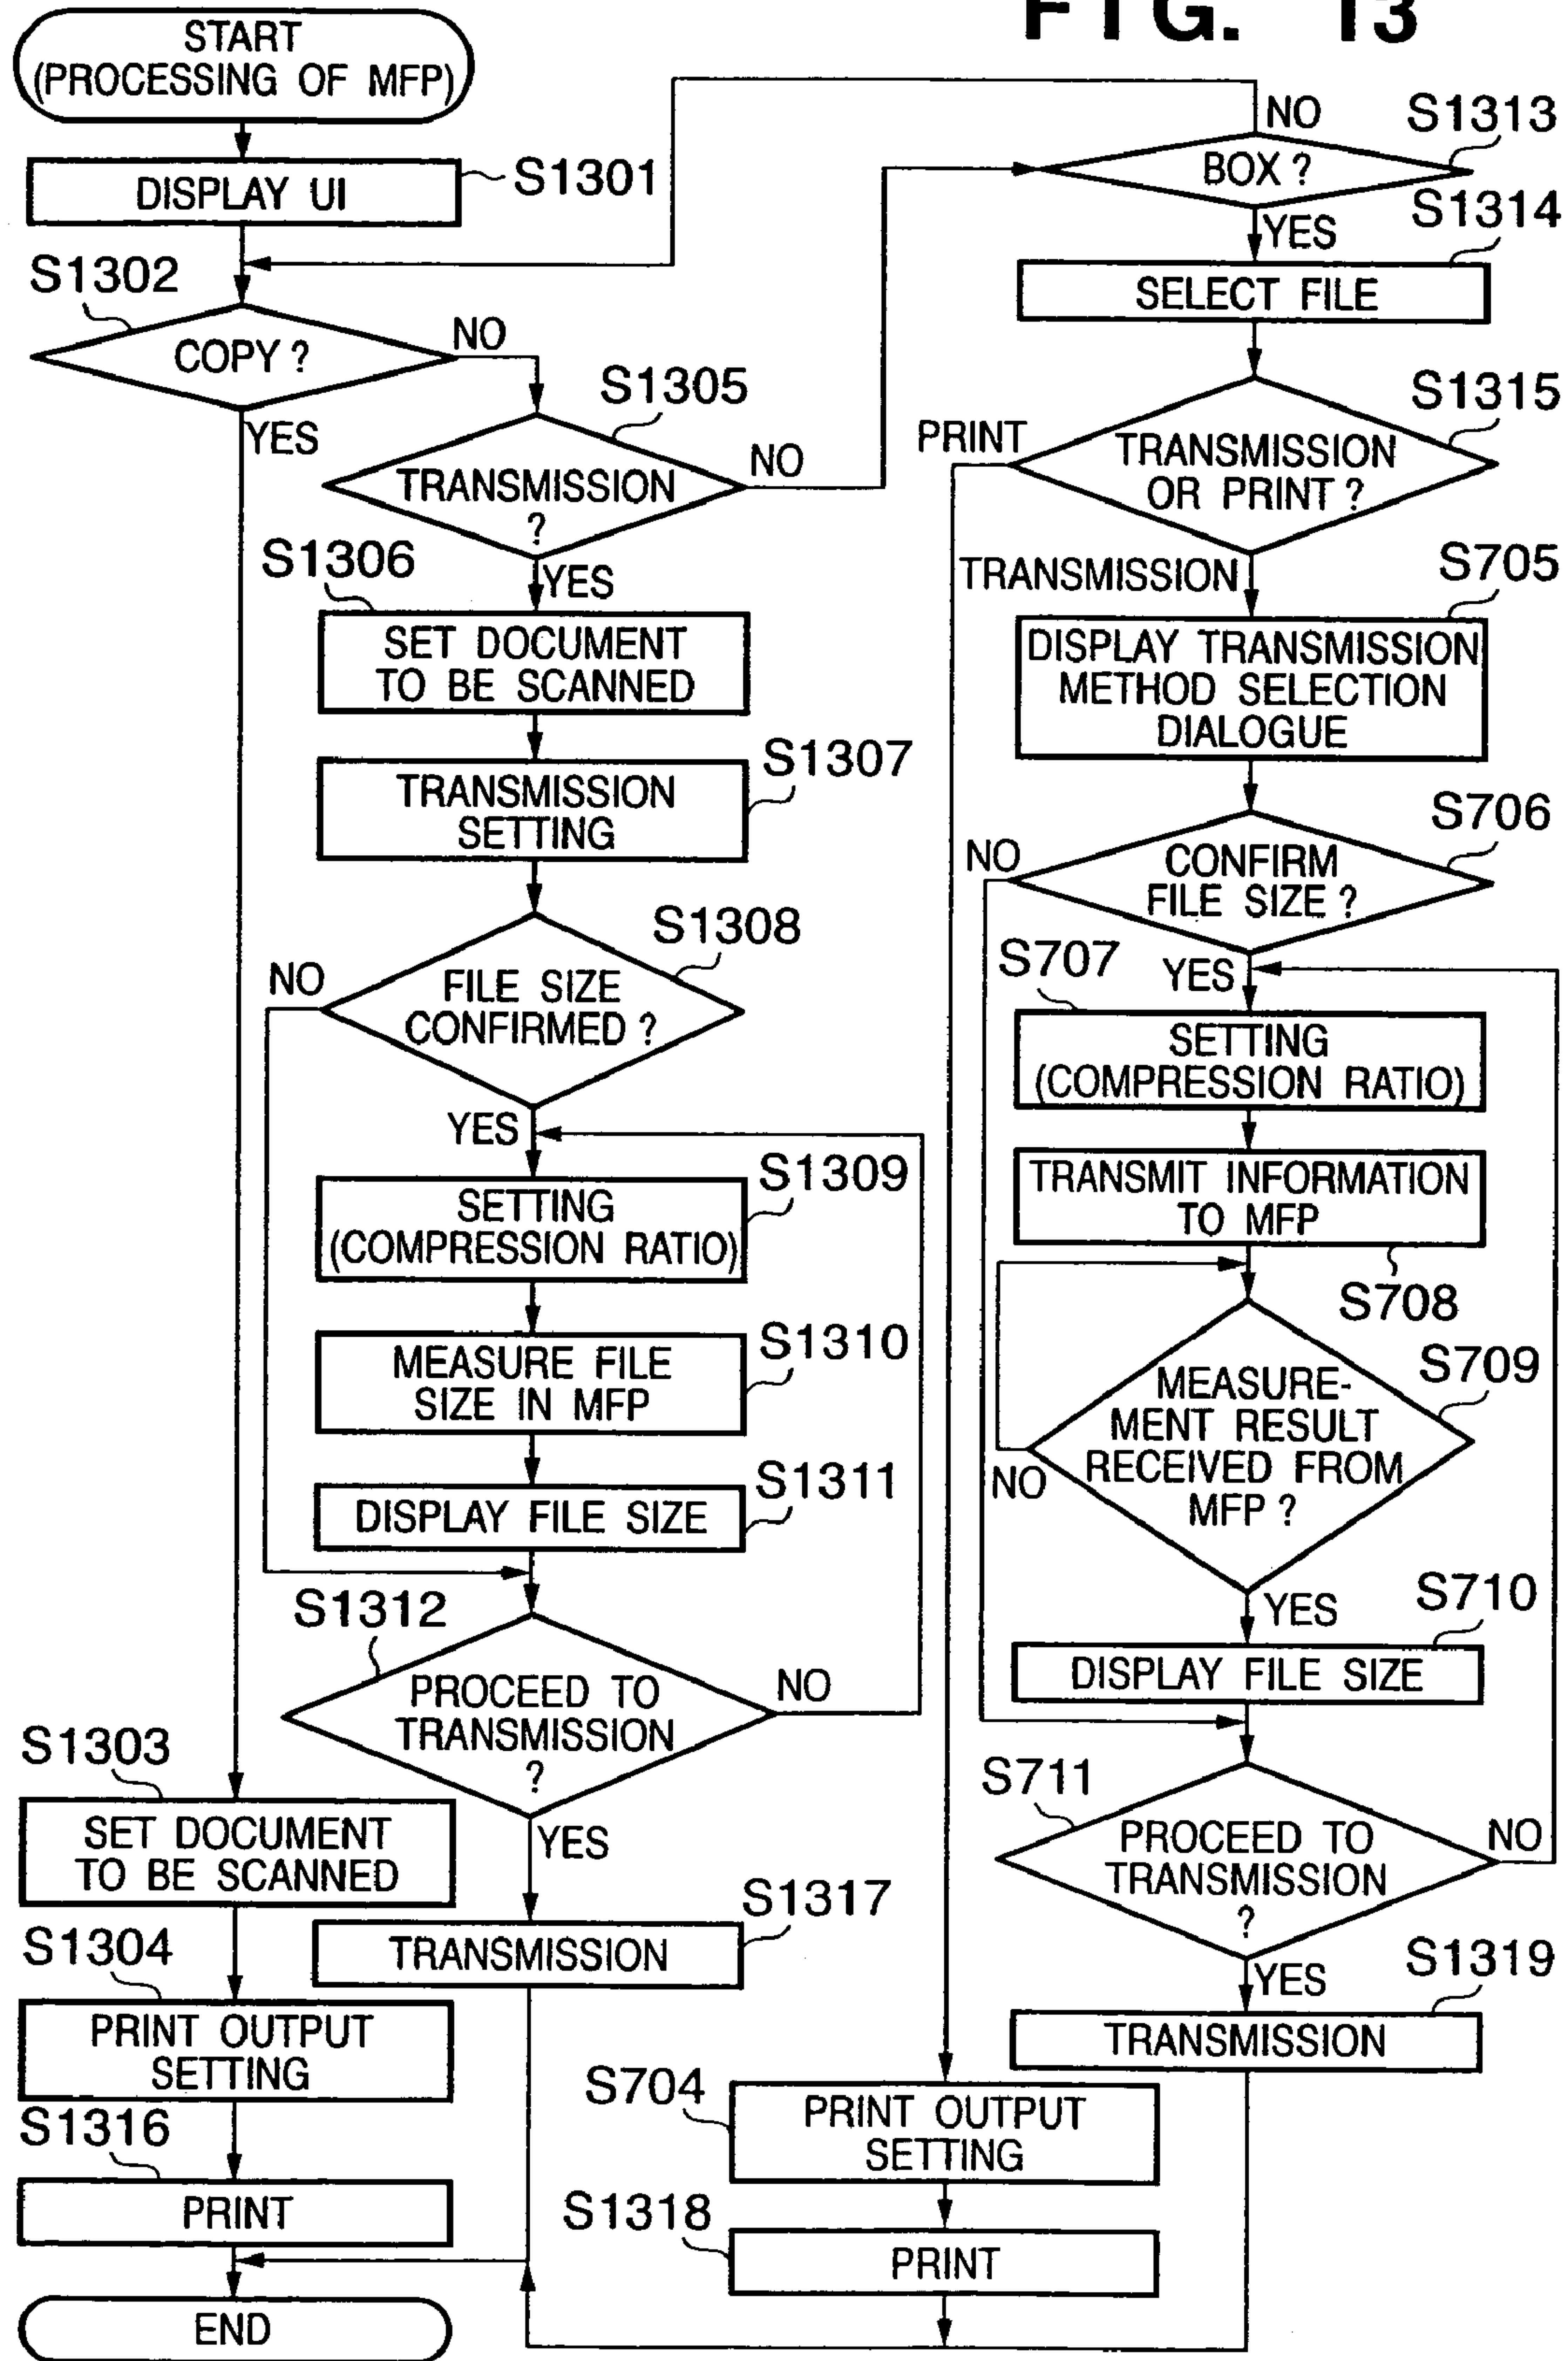 FIG. 13
START
(PROCESSING OF MFP)
DISPLAY UI
S1301
S1302
COPY ?
NO
YES
S1305
TRANSMISSION
?
NO
YES
S1306
SET DOCUMENT
TO BE SCANNED
S1307
TRANSMISSION
SETTING
S1308
FILE SIZE
CONFIRMED ?
NO
YES
S1309
SETTING
(COMPRESSION RATIO)
S1310
MEASURE FILE
SIZE IN MFP
S1311
DISPLAY FILE SIZE
S1312
PROCEED TO
TRANSMISSION
?
NO
YES
S1303
SET DOCUMENT
TO BE SCANNED
S1317
TRANSMISSION
S1304
PRINT OUTPUT
SETTING
S1316
PRINT
END
NO
S1313
BOX ?
YES
S1314
SELECT FILE
S1315
PRINT
TRANSMISSION
OR PRINT ?
TRANSMISSION
S705
DISPLAY TRANSMISSION
METHOD SELECTION
DIALOGUE
S706
NO
CONFIRM
FILE SIZE ?
YES
S707
SETTING
(COMPRESSION RATIO)
TRANSMIT INFORMATION
TO MFP
S708
S709
MEASURE-
MENT RESULT
RECEIVED FROM
MFP ?
NO
YES
S710
DISPLAY FILE SIZE
S711
PROCEED TO
TRANSMISSION
?
NO
YES
S1319
TRANSMISSION
S704
PRINT OUTPUT
SETTING
S1318
PRINT